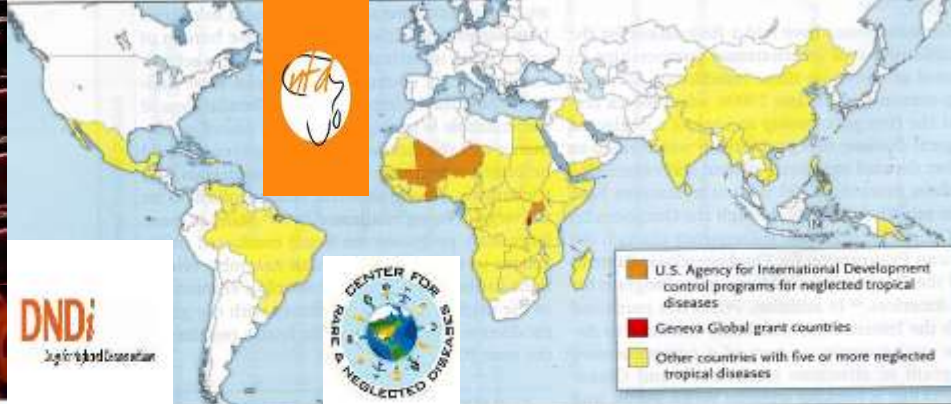 ntd
DNDi
CENTER FOR
RARE & NEGLECTED DISEASES
U.S. Agency for International Development
control programs for neglected tropical
diseases
Geneva Global grant countries
Other countries with five or more neglected
tropical diseases